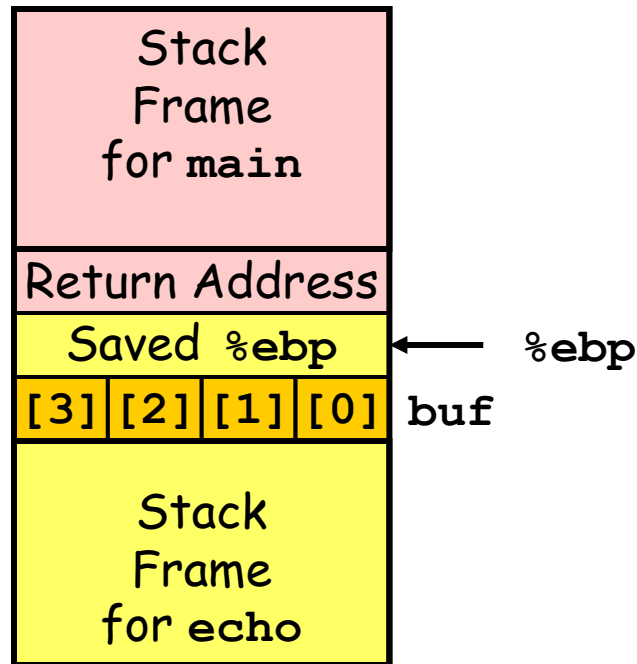 Stack
Frame
for main
Return Address
Saved %ebp
%ebp
[3] [2] [1] [0]
buf
Stack
Frame
for echo